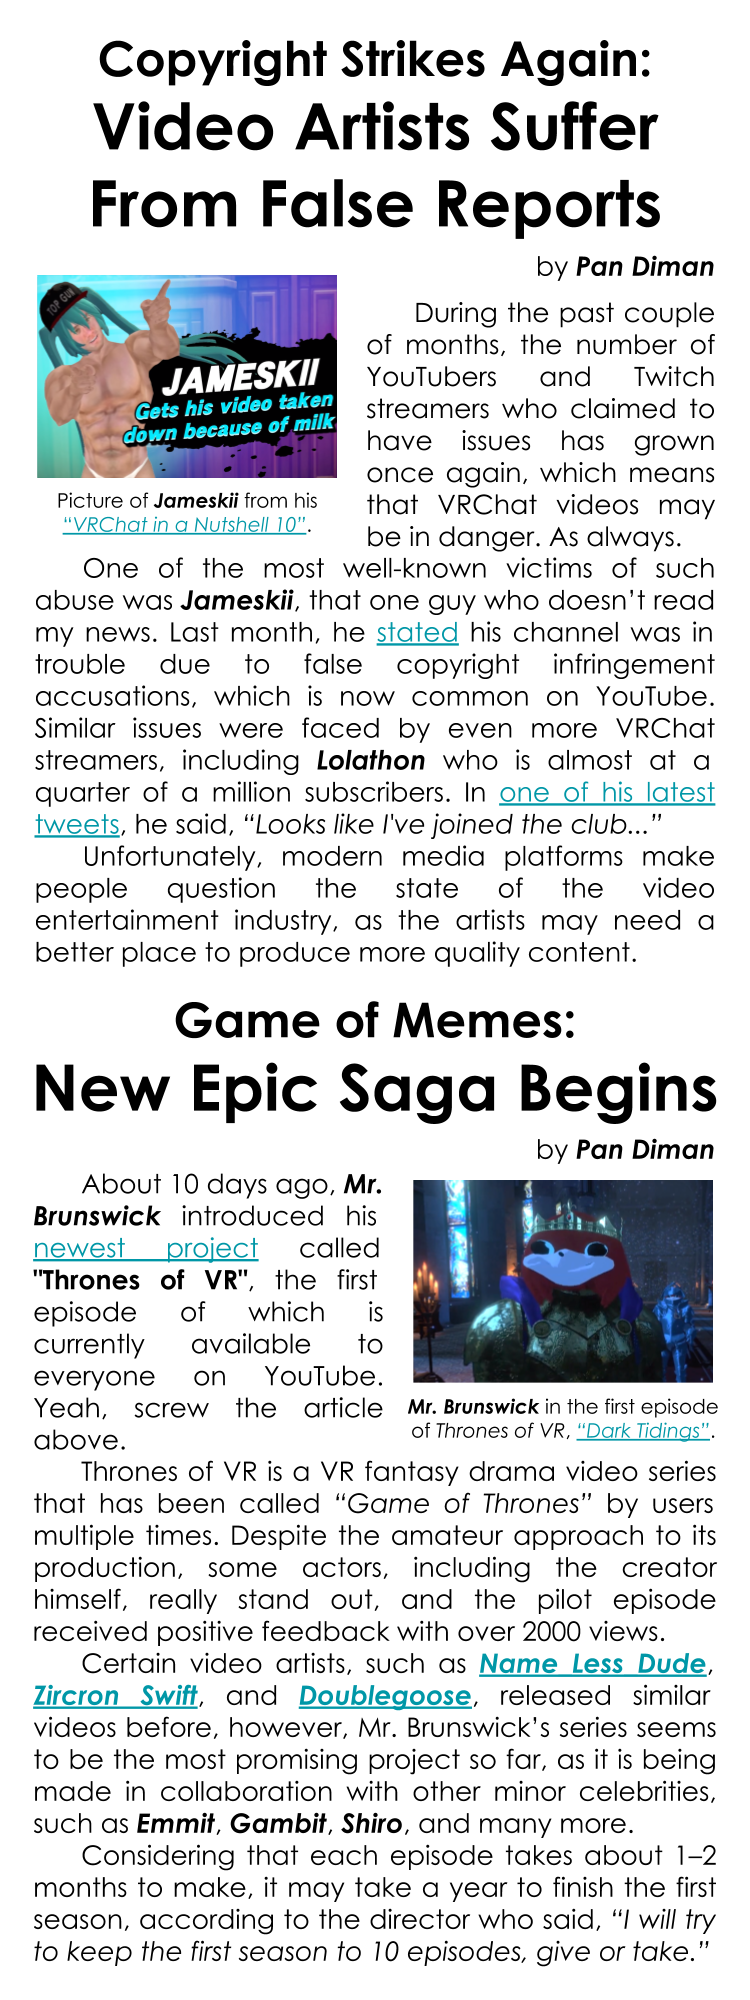 Copyright Strikes Again:
Video Artists Suffer
From False Reports
by Pan Diman
TOP GUN
JAMESKII
Gets his video taken
down because of milk
Picture of Jameskii from his
“VRChat in a Nutshell 10”.
During the past couple
of months, the number of
YouTubers and Twitch
streamers who claimed to
have issues has grown
once again, which means
that VRChat videos may
be in danger. As always.
One of the most well-known victims of such
abuse was Jameskii, that one guy who doesn’t read
my news. Last month, he stated his channel was in
trouble due to false copyright infringement
accusations, which is now common on YouTube.
Similar issues were faced by even more VRChat
streamers, including Lolathon who is almost at a
quarter of a million subscribers. In one of his latest
tweets, he said, “Looks like I've joined the club...”
Unfortunately, modern media platforms make
people question the state of the video
entertainment industry, as the artists may need a
better place to produce more quality content.
Game of Memes:
New Epic Saga Begins
by Pan Diman
About 10 days ago, Mr.
Brunswick introduced his
newest project called
"Thrones of VR", the first
episode of which is
currently available to
everyone on YouTube.
Yeah, screw the article
above.
Mr. Brunswick in the first episode
of Thrones of VR, “Dark Tidings”.
Thrones of VR is a VR fantasy drama video series
that has been called “Game of Thrones” by users
multiple times. Despite the amateur approach to its
production, some actors, including the creator
himself, really stand out, and the pilot episode
received positive feedback with over 2000 views.
Certain video artists, such as Name Less Dude,
Zircron Swift, and Doublegoose, released similar
videos before, however, Mr. Brunswick’s series seems
to be the most promising project so far, as it is being
made in collaboration with other minor celebrities,
such as Emmit, Gambit, Shiro, and many more.
Considering that each episode takes about 1–2
months to make, it may take a year to finish the first
season, according to the director who said, “I will try
to keep the first season to 10 episodes, give or take.”